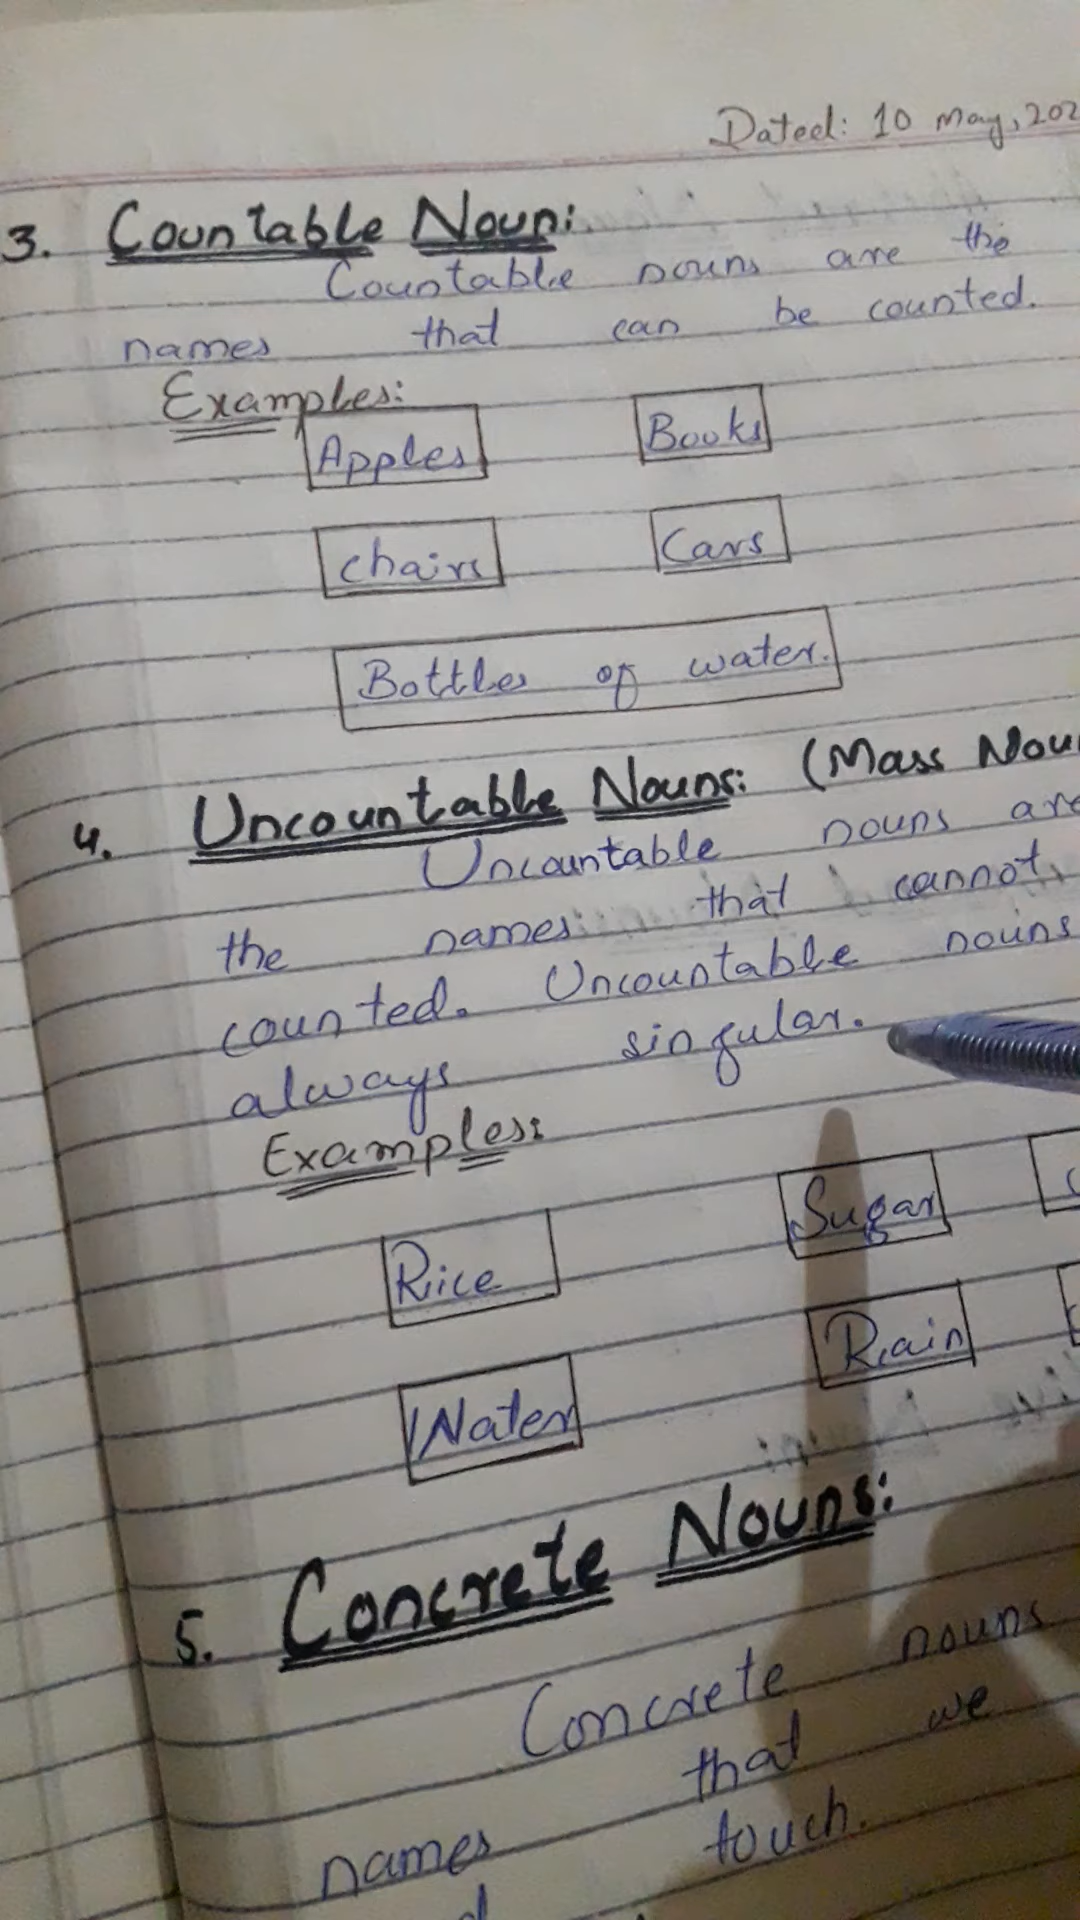 Dated: 10 May, 202
3. Countable Noun:
Countable nouns are the
names that can be counted.
Examples:
Apples Books
chairs Cars
Bottles of water.
4. Uncountable Nouns: (Mass Nou
Uncountable nouns are
the names that cannot
counted. Uncountable nouns
always singular.
Examples:
Rice Sugar
Water Rain
5. Concrete Nouns:
Concrete nouns
names that we
touch.